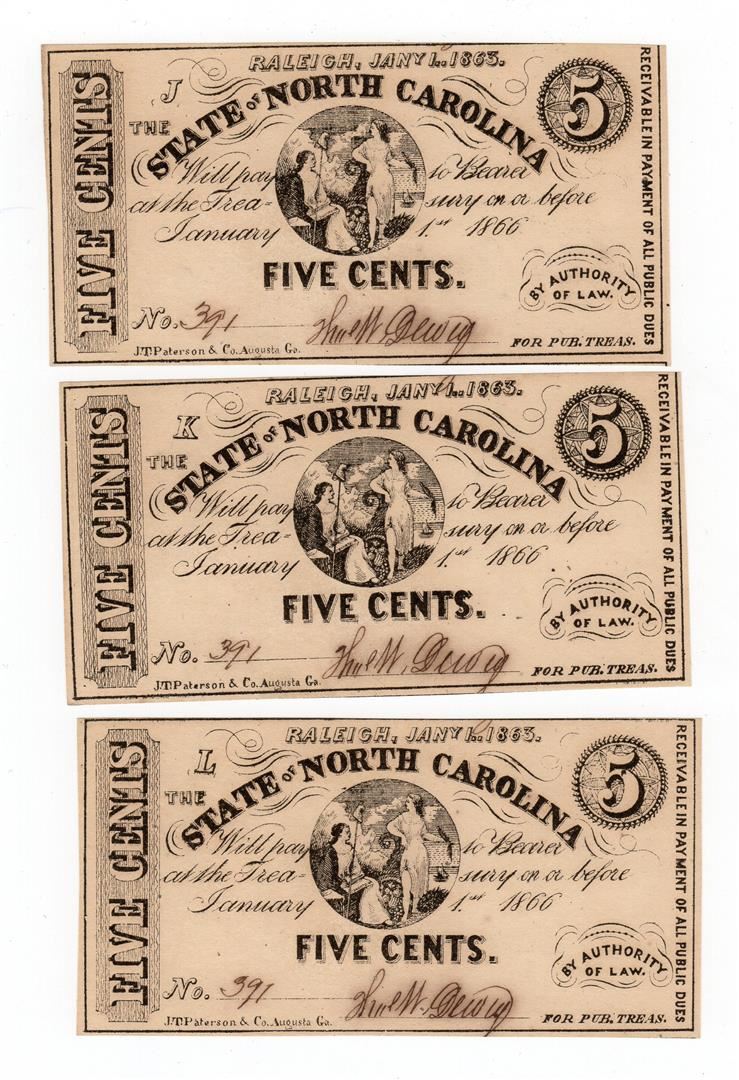 RALEIGH, JANY 1.. 1863.
J
THE STATE of NORTH CAROLINA
5
FIVE CENTS
Will pay to Bearer
at the Trea- sury on or before
January 1.st 1866
FIVE CENTS.
BY AUTHORITY
OF LAW.
No. 391
FOR PUB. TREAS.
J.T. Paterson & Co. Augusta Ga.
RECEIVABLE IN PAYMENT OF ALL PUBLIC DUES
RALEIGH, JANY 1.. 1863.
K
THE STATE of NORTH CAROLINA
5
FIVE CENTS
Will pay to Bearer
at the Trea- sury on or before
January 1.st 1866
FIVE CENTS.
BY AUTHORITY
OF LAW.
No. 391
FOR PUB. TREAS.
J.T. Paterson & Co. Augusta Ga.
RECEIVABLE IN PAYMENT OF ALL PUBLIC DUES
RALEIGH, JANY 1.. 1863.
L
THE STATE of NORTH CAROLINA
5
FIVE CENTS
Will pay to Bearer
at the Trea- sury on or before
January 1.st 1866
FIVE CENTS.
BY AUTHORITY
OF LAW.
No. 391
FOR PUB. TREAS.
J.T. Paterson & Co. Augusta Ga.
RECEIVABLE IN PAYMENT OF ALL PUBLIC DUES